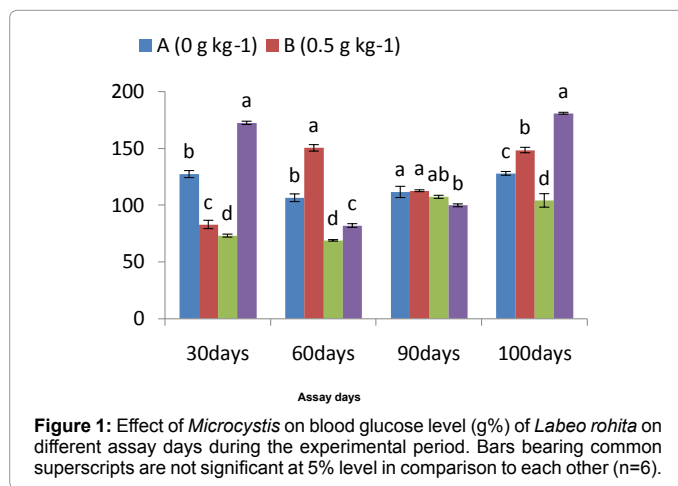 A (0 g kg-1) B (0.5 g kg-1)
200
150
100
50
0
b c d a
b a d c
a a ab b
c b d a
30days 60days 90days 100days
Assay days
Figure 1: Effect of Microcystis on blood glucose level (g%) of Labeo rohita on
different assay days during the experimental period. Bars bearing common
superscripts are not significant at 5% level in comparison to each other (n=6).